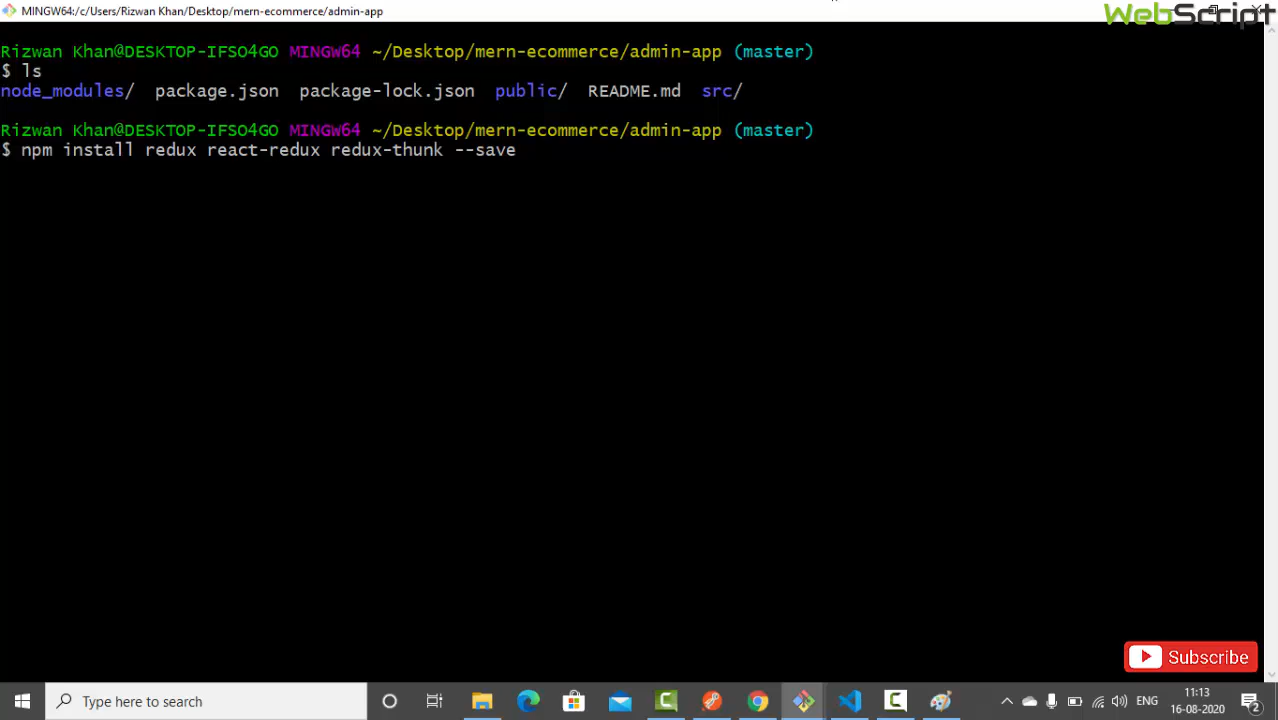 MINGW64:/c/Users/Rizwan Khan/Desktop/mern-ecommerce/admin-app
WebScript
Rizwan Khan@DESKTOP-IFSO4GO MINGW64 ~/Desktop/mern-ecommerce/admin-app (master)
$ ls
node_modules/ package.json package-lock.json public/ README.md src/
Rizwan Khan@DESKTOP-IFSO4GO MINGW64 ~/Desktop/mern-ecommerce/admin-app (master)
$ npm install redux react-redux redux-thunk --save
Subscribe
Type here to search
ENG
11:13
16-08-2020
2